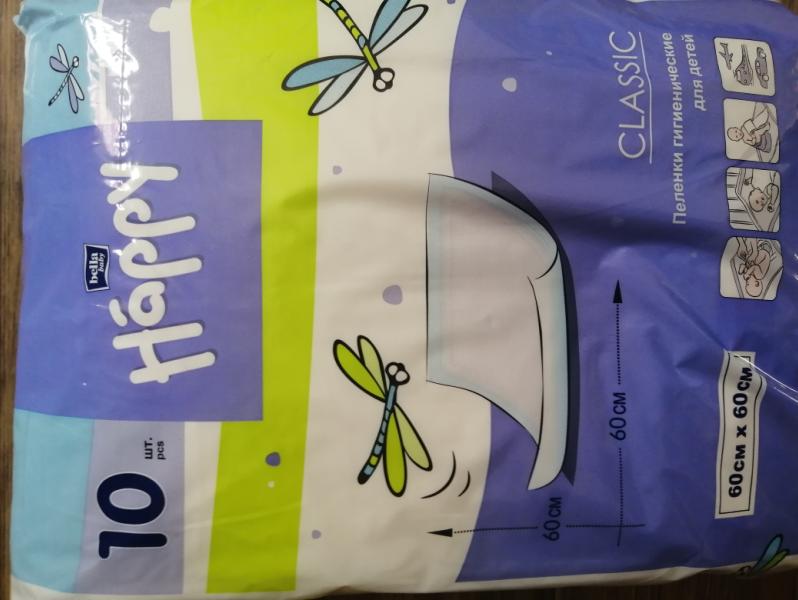 10
шт.
pcs
bella
baby
Happy
60см
60см
60см x 60см
CLASSIC
Пеленки гигиенические
для детей